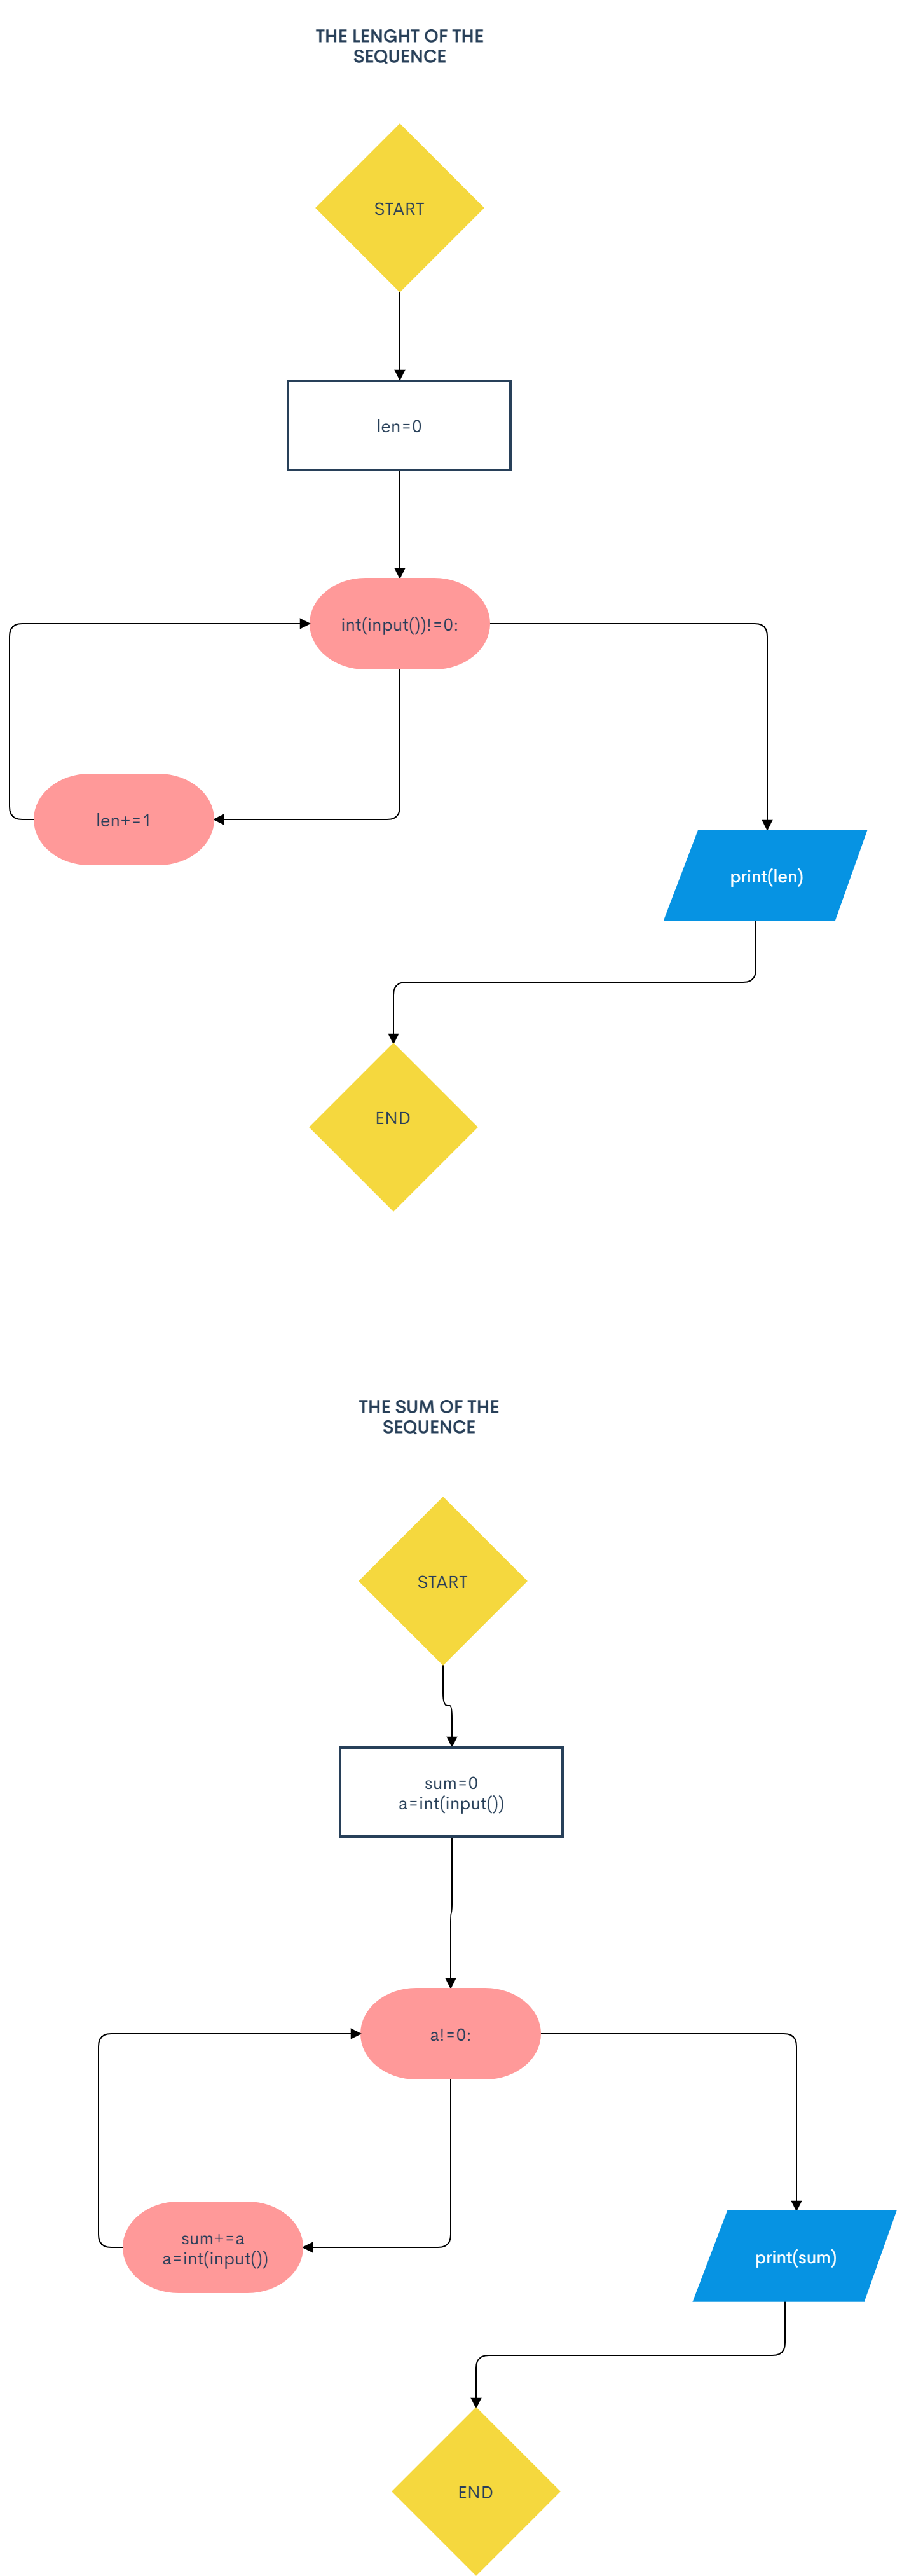 THE LENGHT OF THE
SEQUENCE
START
len=0
int(input())!=0:
len+=1
print(len)
END
THE SUM OF THE
SEQUENCE
START
sum=0
a=int(input())
a!=0:
sum+=a
a=int(input())
print(sum)
END